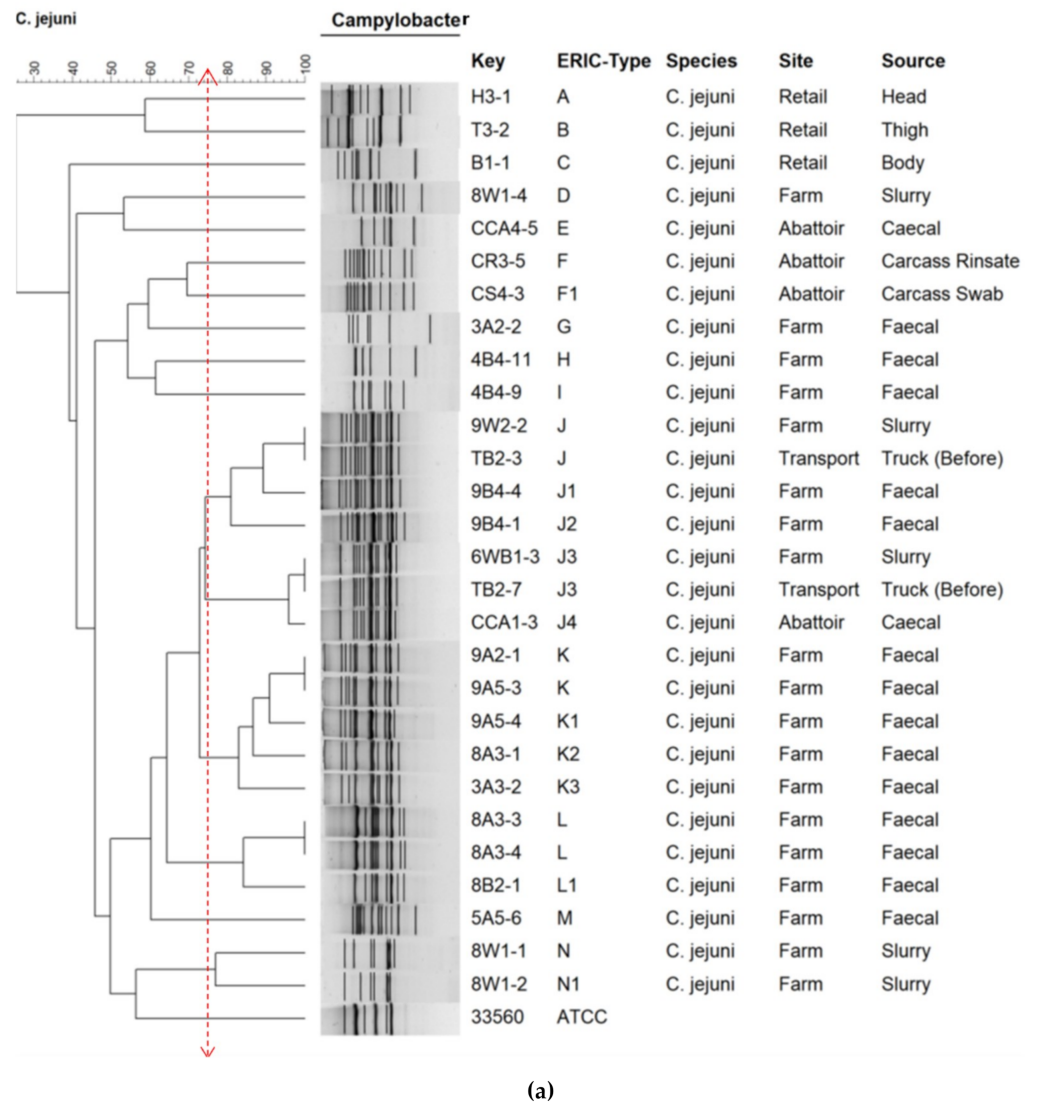 C. jejuni Campylobacter
30 40 50 60 70 80 90 100
Key ERIC-Type Species Site Source
H3-1 A C. jejuni Retail Head
T3-2 B C. jejuni Retail Thigh
B1-1 C C. jejuni Retail Body
8W1-4 D C. jejuni Farm Slurry
CCA4-5 E C. jejuni Abattoir Caecal
CR3-5 F C. jejuni Abattoir Carcass Rinsate
CS4-3 F1 C. jejuni Abattoir Carcass Swab
3A2-2 G C. jejuni Farm Faecal
4B4-11 H C. jejuni Farm Faecal
4B4-9 I C. jejuni Farm Faecal
9W2-2 J C. jejuni Farm Slurry
TB2-3 J C. jejuni Transport Truck (Before)
9B4-4 J1 C. jejuni Farm Faecal
9B4-1 J2 C. jejuni Farm Faecal
6WB1-3 J3 C. jejuni Farm Slurry
TB2-7 J3 C. jejuni Transport Truck (Before)
CCA1-3 J4 C. jejuni Abattoir Caecal
9A2-1 K C. jejuni Farm Faecal
9A5-3 K C. jejuni Farm Faecal
9A5-4 K1 C. jejuni Farm Faecal
8A3-1 K2 C. jejuni Farm Faecal
3A3-2 K3 C. jejuni Farm Faecal
8A3-3 L C. jejuni Farm Faecal
8A3-4 L C. jejuni Farm Faecal
8B2-1 L1 C. jejuni Farm Faecal
5A5-6 M C. jejuni Farm Faecal
8W1-1 N C. jejuni Farm Slurry
8W1-2 N1 C. jejuni Farm Slurry
33560 ATCC
(a)